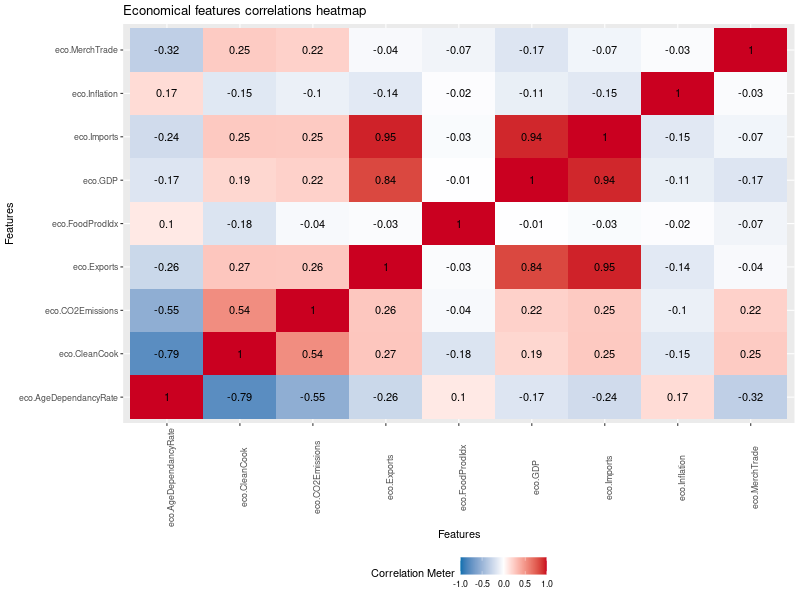 Economical features correlations heatmap
Features
eco.MerchTrade -0.32 0.25 0.22 -0.04 -0.07 -0.17 -0.07 -0.03 1
eco.Inflation 0.17 -0.15 -0.1 -0.14 -0.02 -0.11 -0.15 1 -0.03
eco.Imports -0.24 0.25 0.25 0.95 -0.03 0.94 1 -0.15 -0.07
eco.GDP -0.17 0.19 0.22 0.84 -0.01 1 0.94 -0.11 -0.17
eco.FoodProdIdx 0.1 -0.18 -0.04 -0.03 1 -0.01 -0.03 -0.02 -0.07
eco.Exports -0.26 0.27 0.26 1 -0.03 0.84 0.95 -0.14 -0.04
eco.CO2Emissions -0.55 0.54 1 0.26 -0.04 0.22 0.25 -0.1 0.22
eco.CleanCook -0.79 1 0.54 0.27 -0.18 0.19 0.25 -0.15 0.25
eco.AgeDependancyRate 1 -0.79 -0.55 -0.26 0.1 -0.17 -0.24 0.17 -0.32
eco.AgeDependancyRate
eco.CleanCook
eco.CO2Emissions
eco.Exports
eco.FoodProdIdx
eco.GDP
eco.Imports
eco.Inflation
eco.MerchTrade
Features
Correlation Meter
-1.0 -0.5 0.0 0.5 1.0